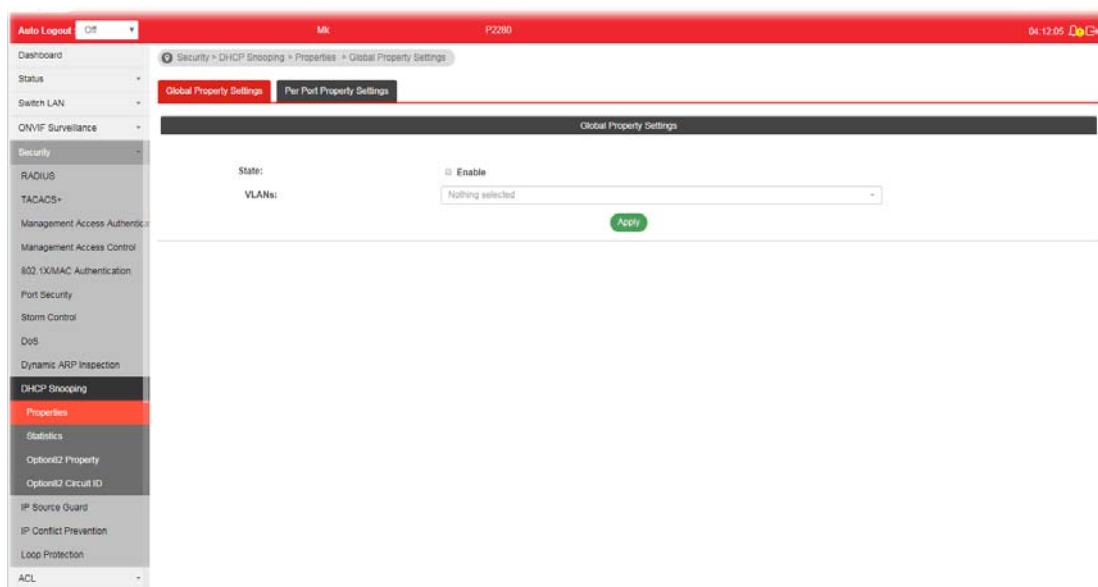 Auto Logout : Off Mk P2280 04:12:05
Security > DHCP Snooping > Properties > Global Property Settings
Global Property Settings Per Port Property Settings
Global Property Settings
State: Enable
VLANs: Nothing selected
Apply
Dashboard
Status
Switch LAN
ONVIF Surveillance
Security
RADIUS
TACACS+
Management Access Authentica
Management Access Control
802.1X/MAC Authentication
Port Security
Storm Control
DoS
Dynamic ARP Inspection
DHCP Snooping
Properties
Statistics
Option82 Property
Option82 Circuit ID
IP Source Guard
IP Conflict Prevention
Loop Protection
ACL